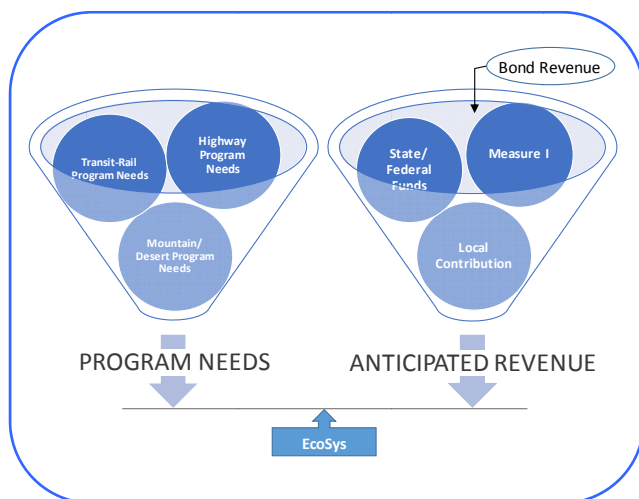 Bond Revenue
Transit-Rail
Program Needs
Highway
Program
Needs
Mountain/
Desert Program
Needs
State/
Federal
Funds
Measure I
Local
Contribution
PROGRAM NEEDS
ANTICIPATED REVENUE
EcoSys